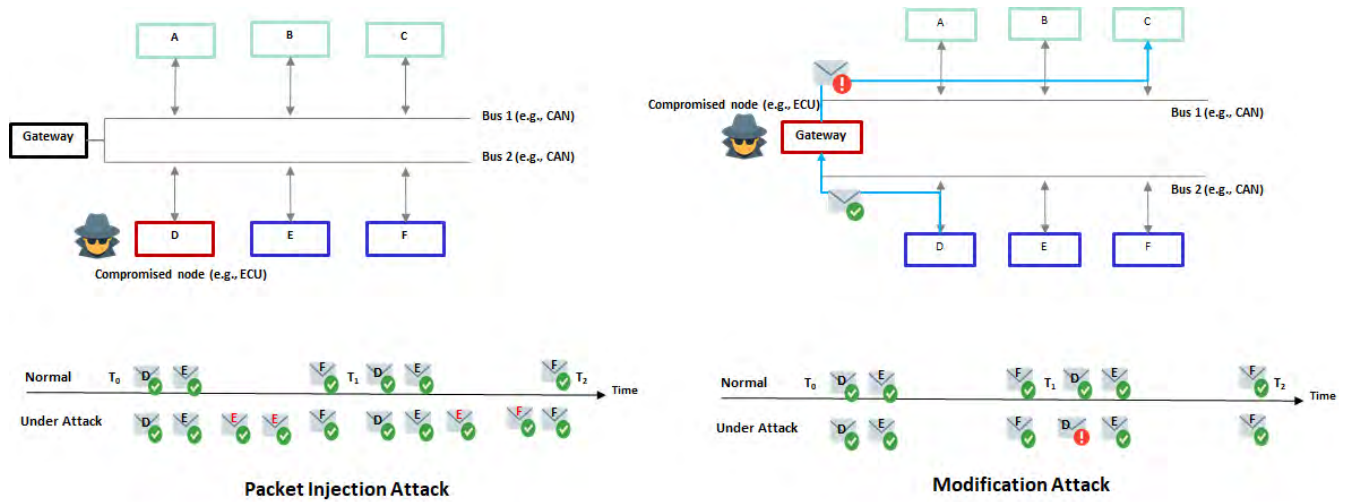 A B C
Bus 1 (e.g., CAN)
Gateway
Bus 2 (e.g., CAN)
D E F
Compromised node (e.g., ECU)
Normal T₀ D E F T₁ D E F T₂
Time
Under Attack D E E E F D E E F F
Packet Injection Attack
A B C
Compromised node (e.g., ECU)
Bus 1 (e.g., CAN)
Gateway
Bus 2 (e.g., CAN)
D E F
Normal T₀ D E F T₁ D E F T₂
Time
Under Attack D E F D E F
Modification Attack